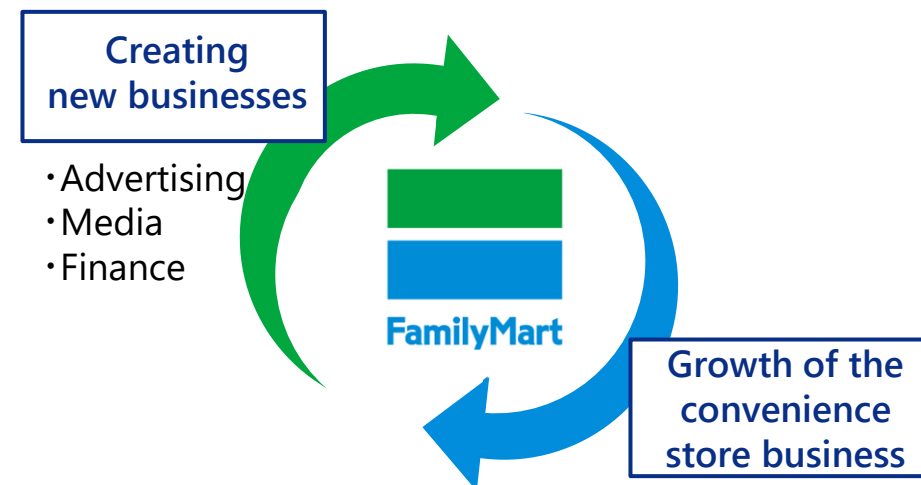 Creating
new businesses
・Advertising
・Media
・Finance
FamilyMart
Growth of the
convenience
store business